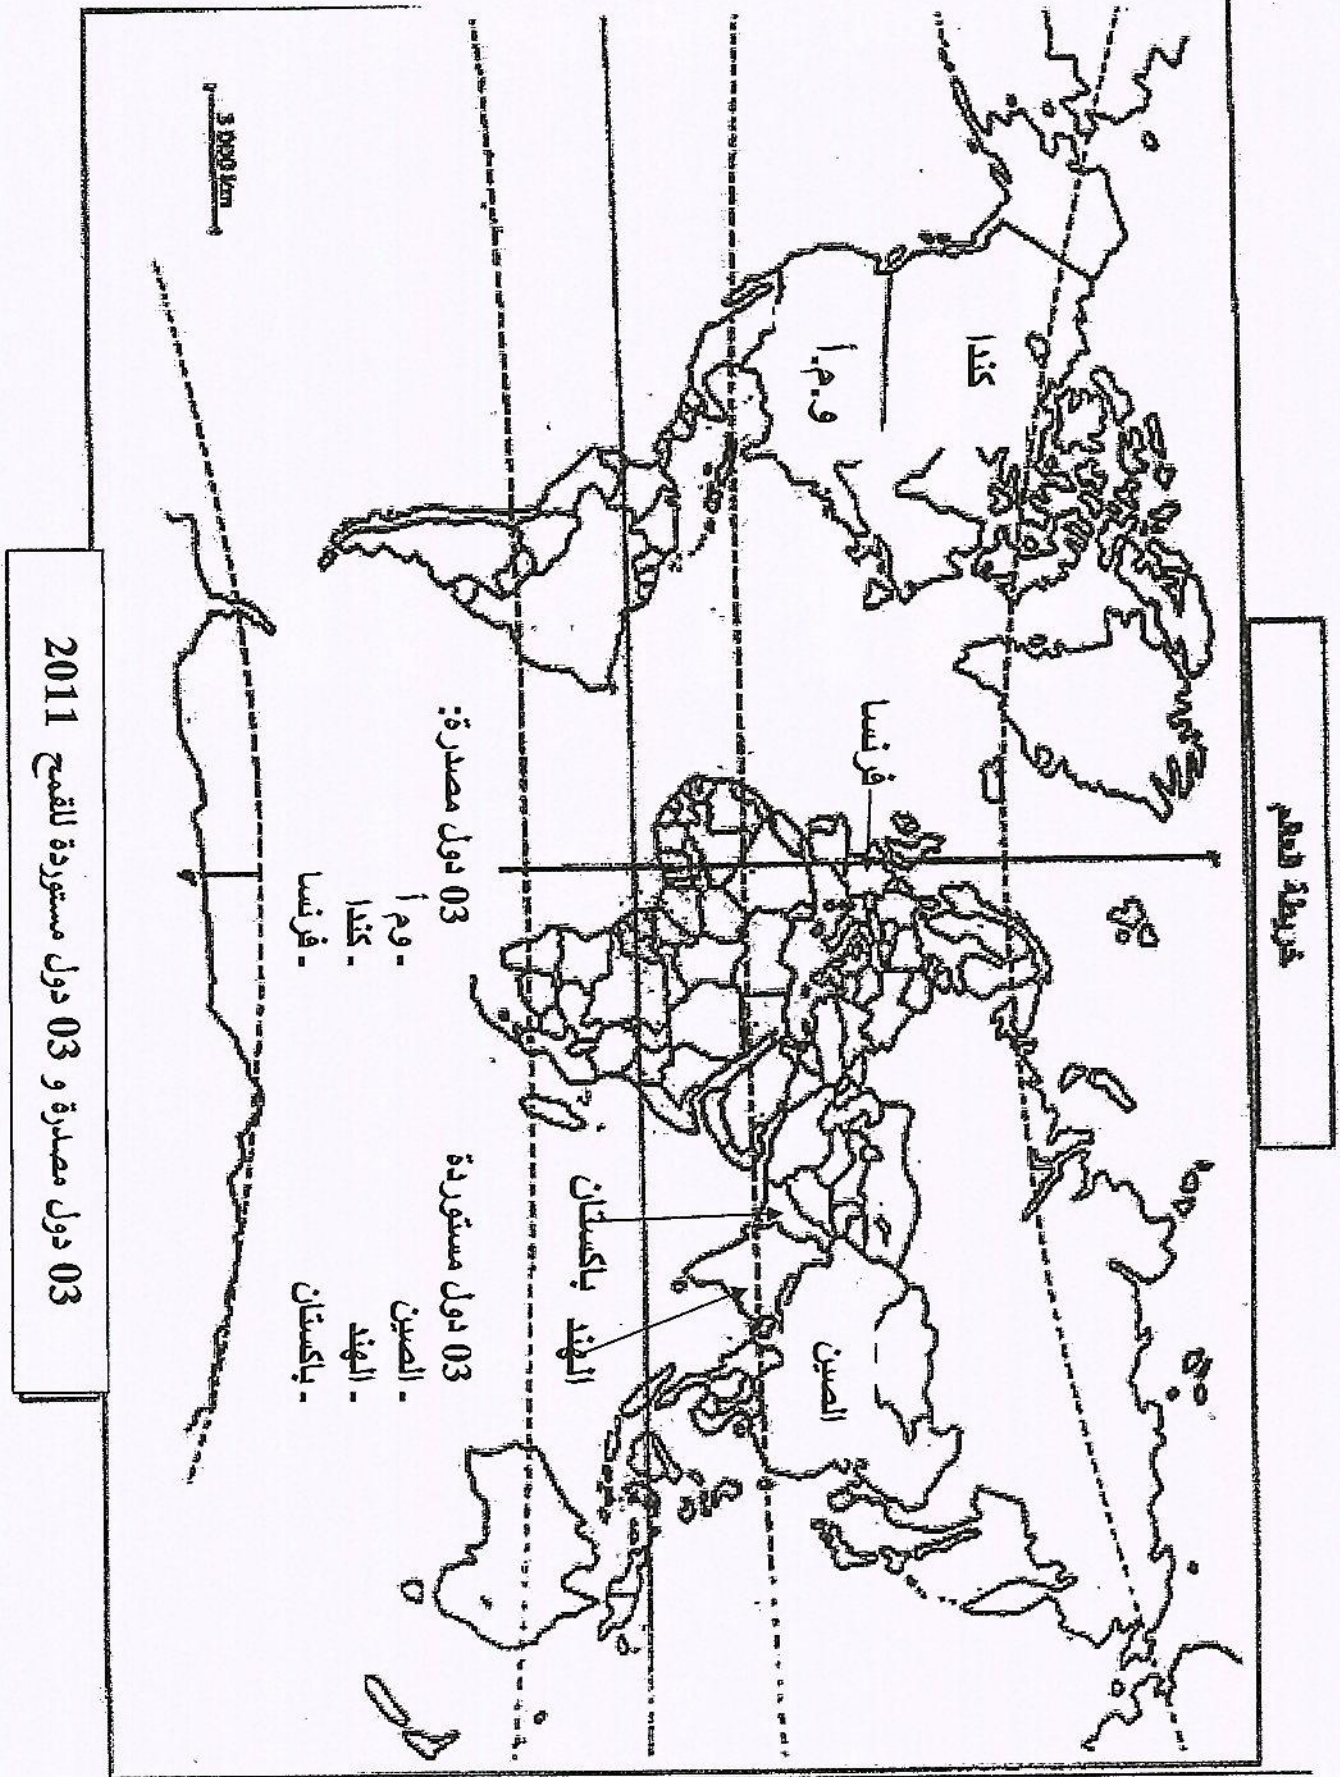 خريطة العالم
كندا
و.م.أ
فرنسا
الصين
باكستان
الهند
03 دول مصدرة:
- وم أ
- كندا
- فرنسا
03 دول مستوردة
- الصين
- الهند
- باكستان
3 000 km
03 دول مصدرة و 03 دول مستوردة للقمح 2011